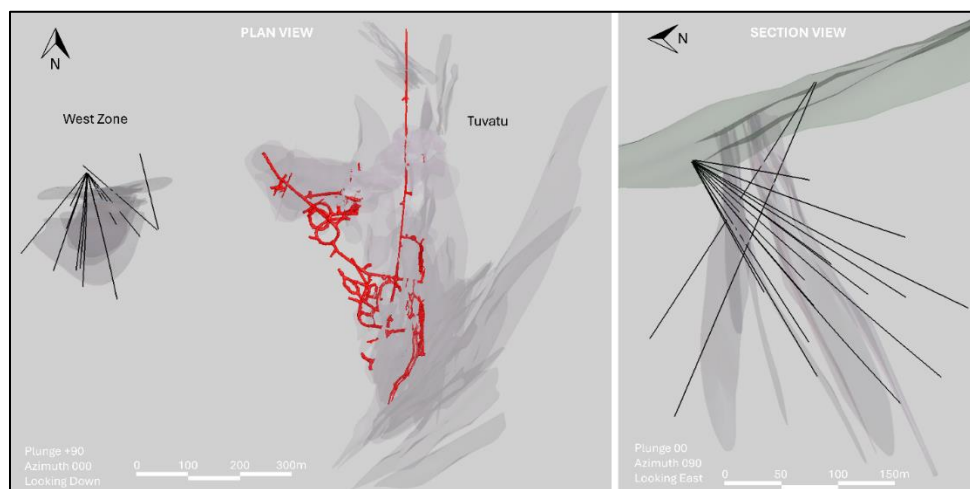 PLAN VIEW
N
West Zone
Tuvatu
Plunge +90
Azimuth 000
Looking Down
0 100 200 300m
SECTION VIEW
N
Plunge 00
Azimuth 090
Looking East
0 50 100 150m